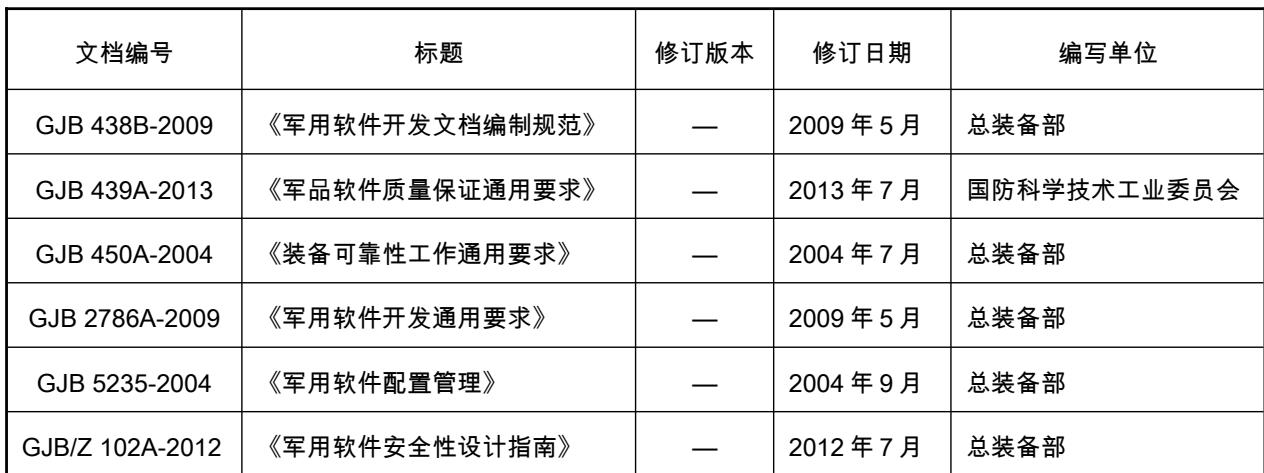 文档编号 标题 修订版本 修订日期 编写单位
GJB 438B-2009 《军用软件开发文档编制规范》 — 2009 年 5 月 总装备部
GJB 439A-2013 《军品软件质量保证通用要求》 — 2013 年 7 月 国防科学技术工业委员会
GJB 450A-2004 《装备可靠性工作通用要求》 — 2004 年 7 月 总装备部
GJB 2786A-2009 《军用软件开发通用要求》 — 2009 年 5 月 总装备部
GJB 5235-2004 《军用软件配置管理》 — 2004 年 9 月 总装备部
GJB/Z 102A-2012 《军用软件安全性设计指南》 — 2012 年 7 月 总装备部